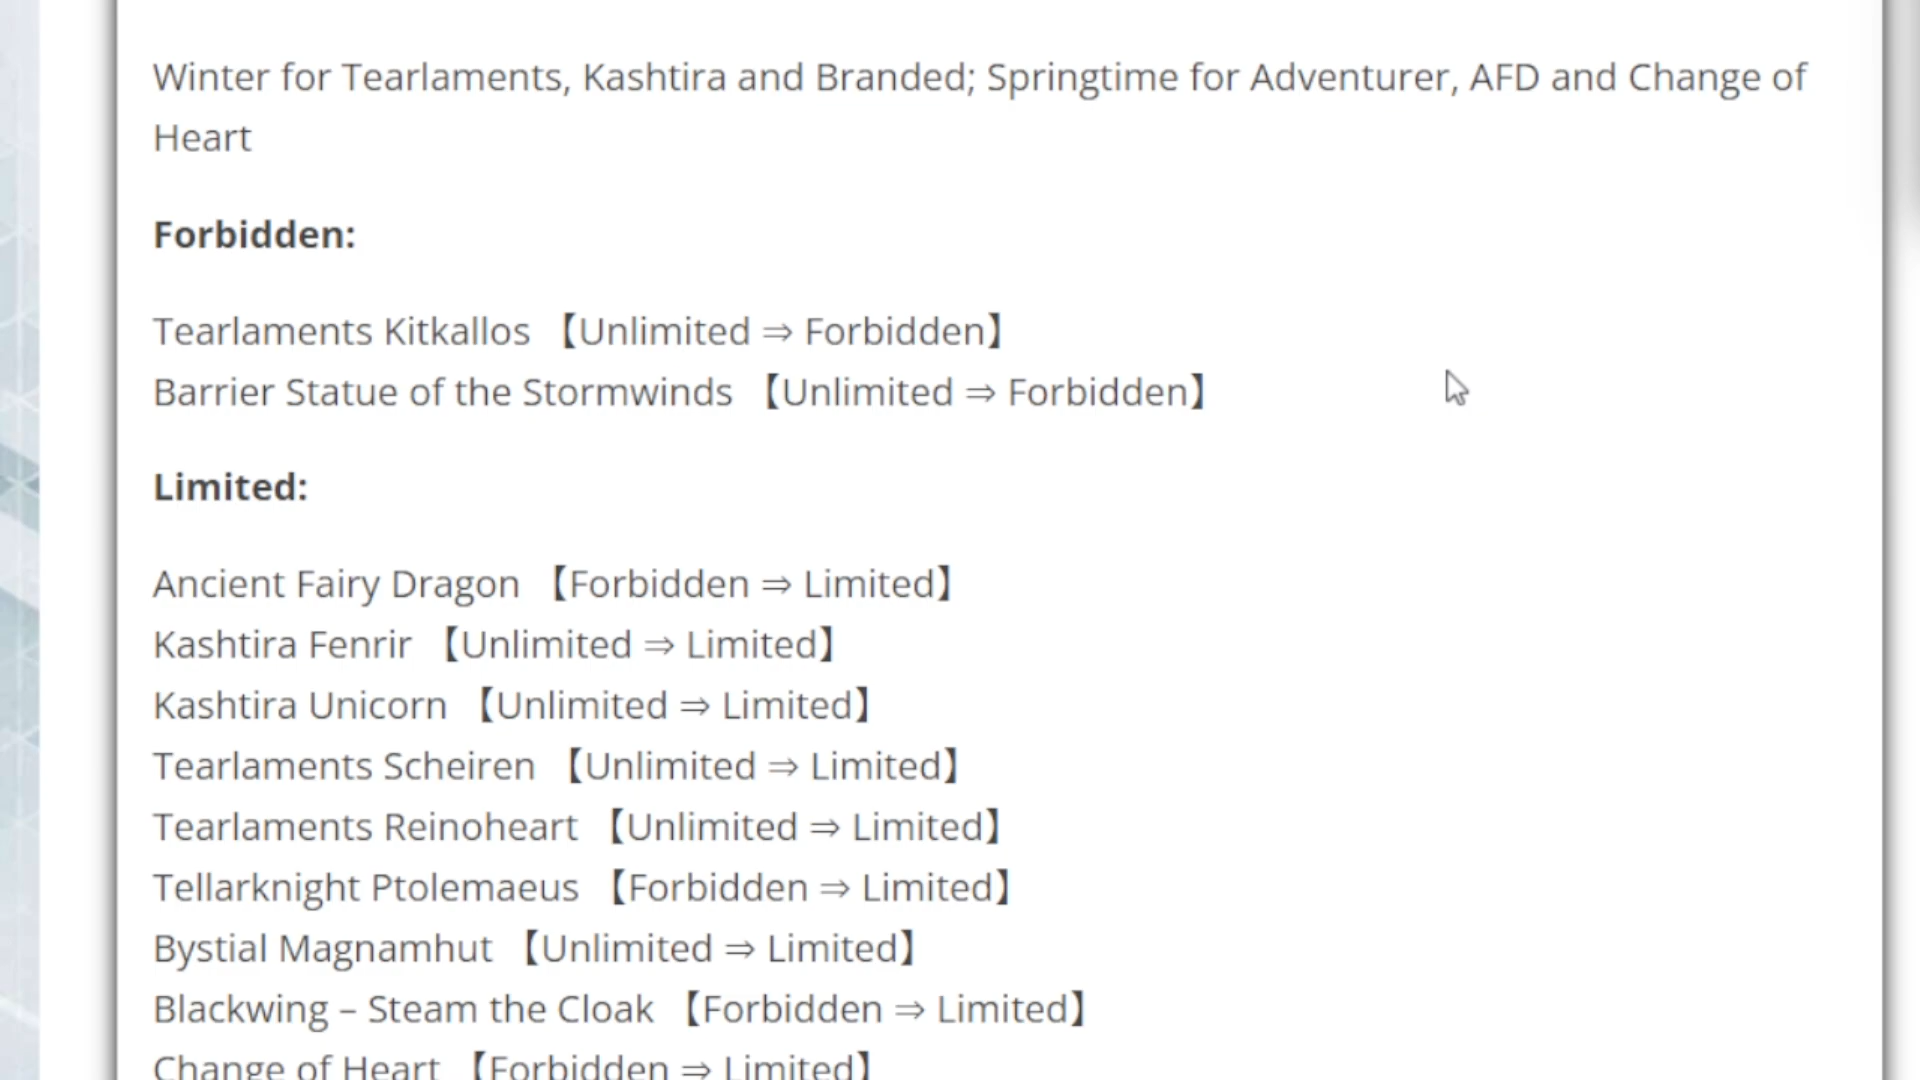 Winter for Tearlaments, Kashtira and Branded; Springtime for Adventurer, AFD and Change of
Heart
Forbidden:
Tearlaments Kitkallos 【Unlimited ⇒ Forbidden】
Barrier Statue of the Stormwinds 【Unlimited ⇒ Forbidden】
Limited:
Ancient Fairy Dragon 【Forbidden ⇒ Limited】
Kashtira Fenrir 【Unlimited ⇒ Limited】
Kashtira Unicorn 【Unlimited ⇒ Limited】
Tearlaments Scheiren 【Unlimited ⇒ Limited】
Tearlaments Reinoheart 【Unlimited ⇒ Limited】
Tellarknight Ptolemaeus 【Forbidden ⇒ Limited】
Bystial Magnamhut 【Unlimited ⇒ Limited】
Blackwing – Steam the Cloak 【Forbidden ⇒ Limited】
Change of Heart 【Forbidden ⇒ Limited】